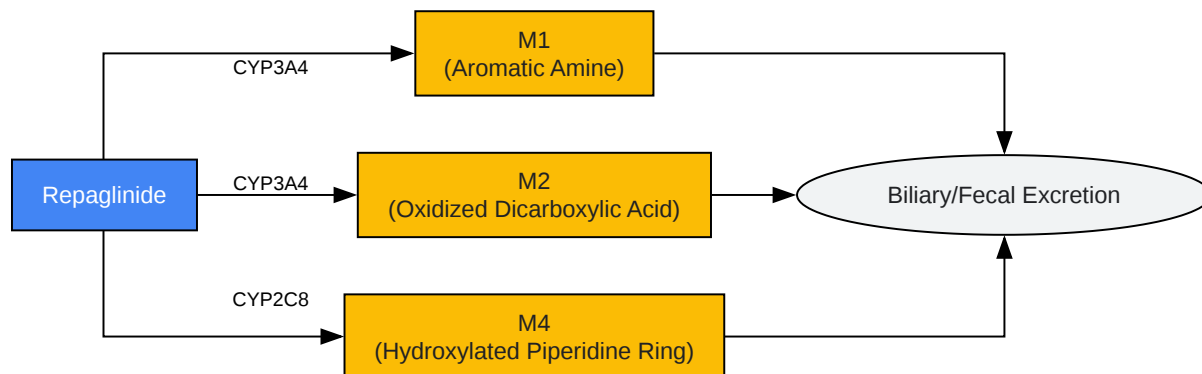 M1
(Aromatic Amine)
CYP3A4
Repaglinide
CYP3A4
M2
(Oxidized Dicarboxylic Acid)
Biliary/Fecal Excretion
CYP2C8
M4
(Hydroxylated Piperidine Ring)